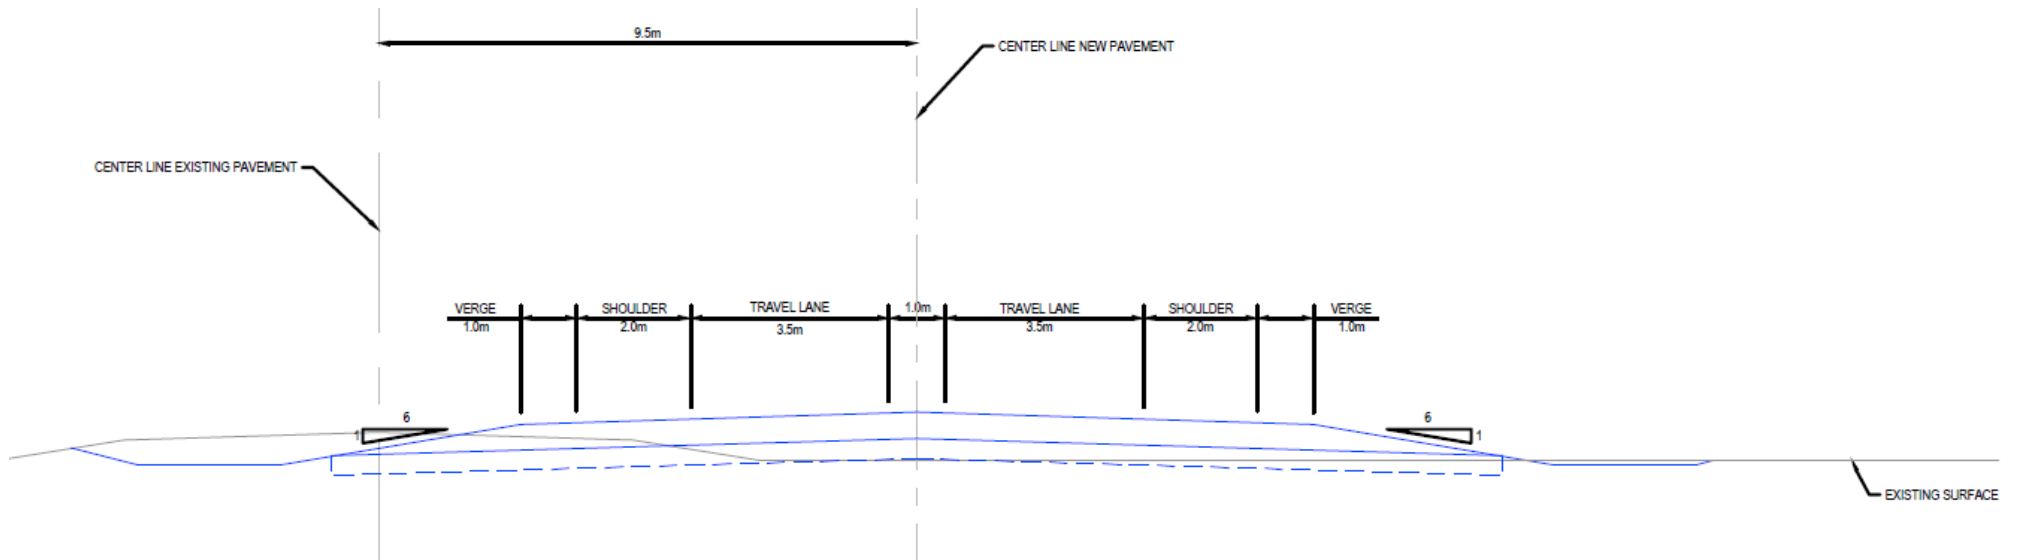 9.5m
CENTER LINE NEW PAVEMENT
CENTER LINE EXISTING PAVEMENT
VERGE SHOULDER TRAVEL LANE 1.0m TRAVEL LANE SHOULDER VERGE
1.0m 2.0m 3.5m 3.5m 2.0m 1.0m
6 6
1 1
EXISTING SURFACE